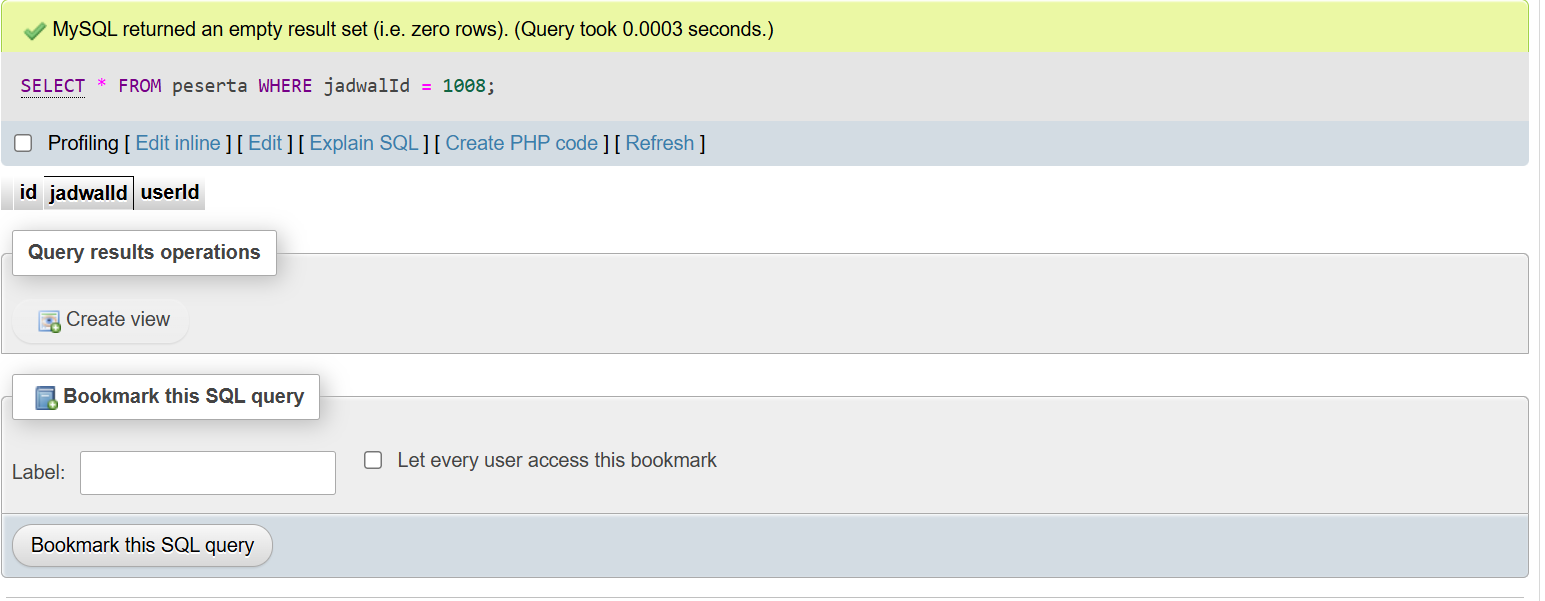 MySQL returned an empty result set (i.e. zero rows). (Query took 0.0003 seconds.)
SELECT * FROM peserta WHERE jadwalId = 1008;
Profiling [ Edit inline ] [ Edit ] [ Explain SQL ] [ Create PHP code ] [ Refresh ]
id jadwalId userId
Query results operations
Create view
Bookmark this SQL query
Label:
Let every user access this bookmark
Bookmark this SQL query